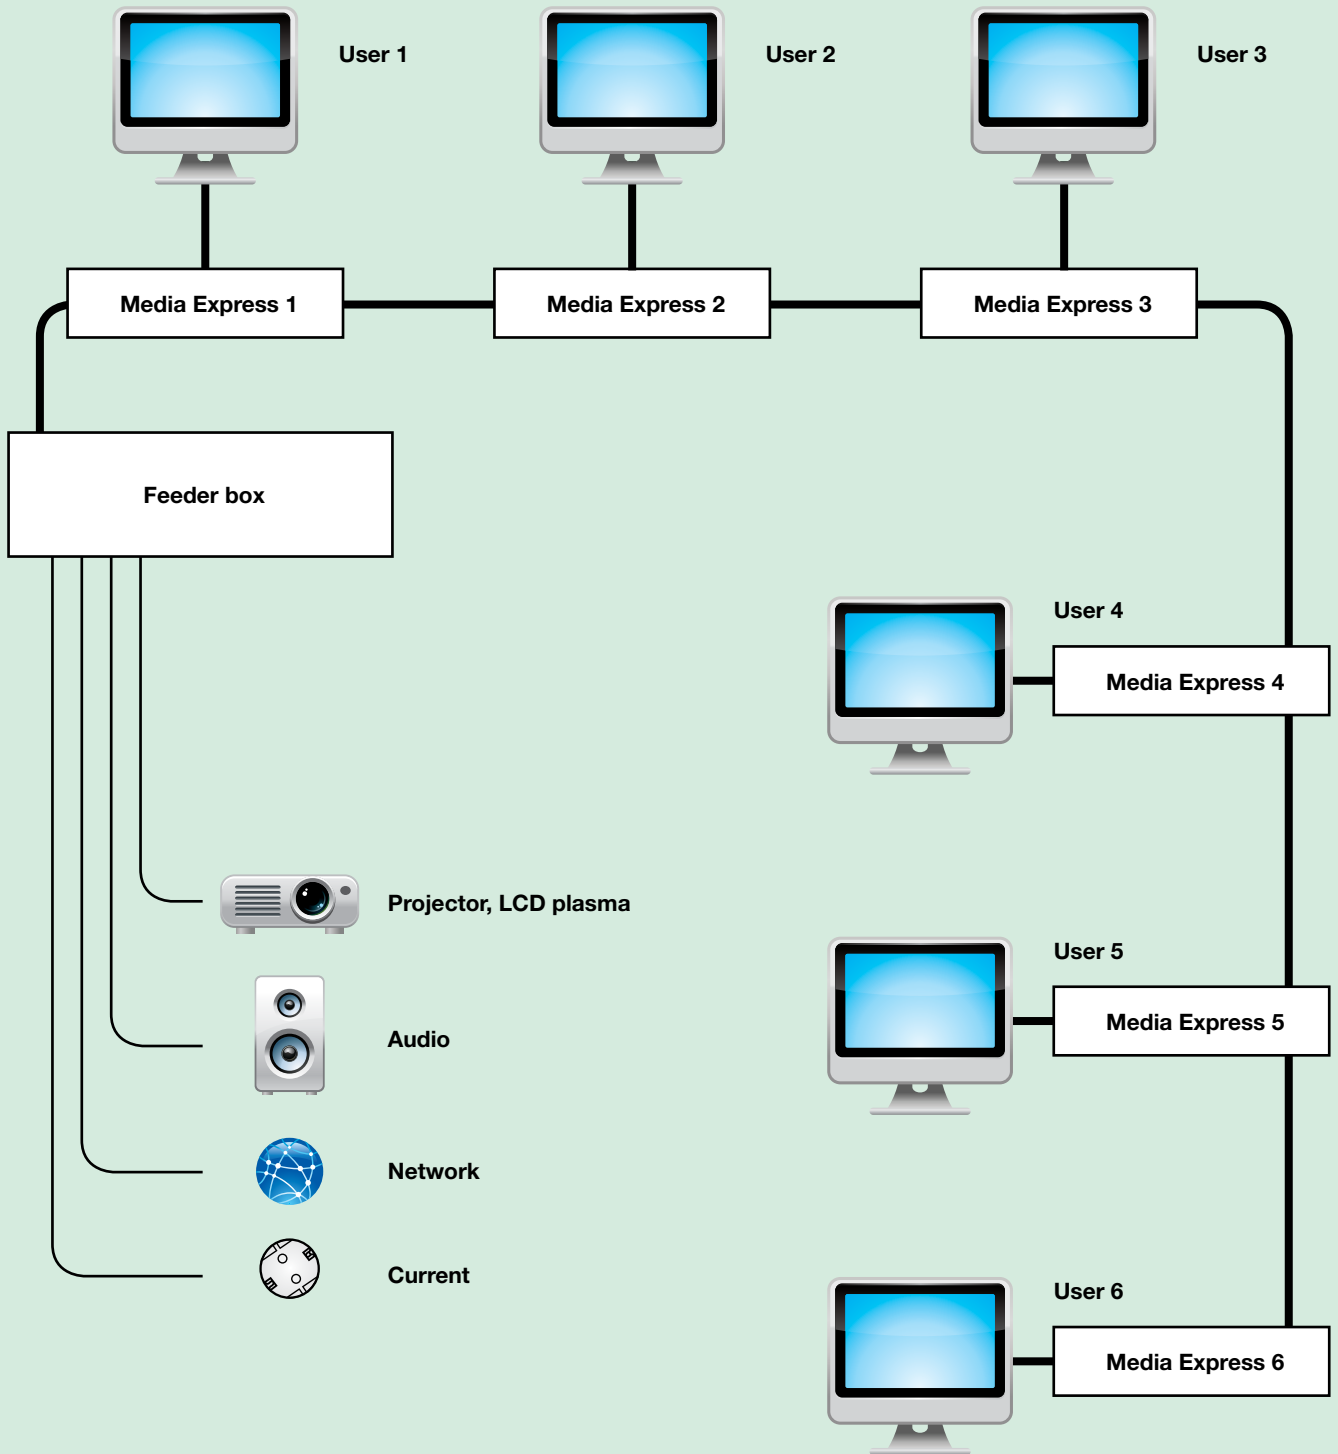 User 1
User 2
User 3
Media Express 1
Media Express 2
Media Express 3
Feeder box
User 4
Media Express 4
Projector, LCD plasma
User 5
Media Express 5
Audio
Network
Current
User 6
Media Express 6